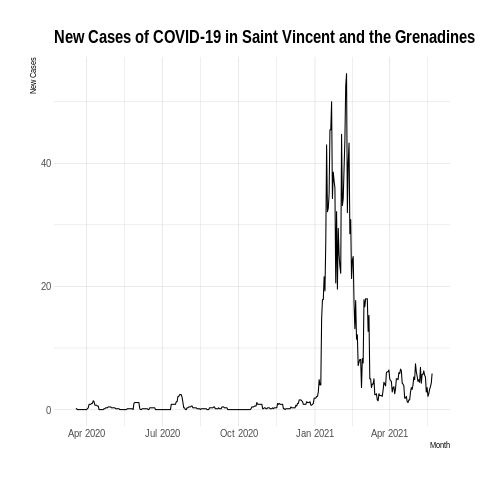 New Cases of COVID-19 in Saint Vincent and the Grenadines
New Cases
40
20
0
Apr 2020 Jul 2020 Oct 2020 Jan 2021 Apr 2021
Month